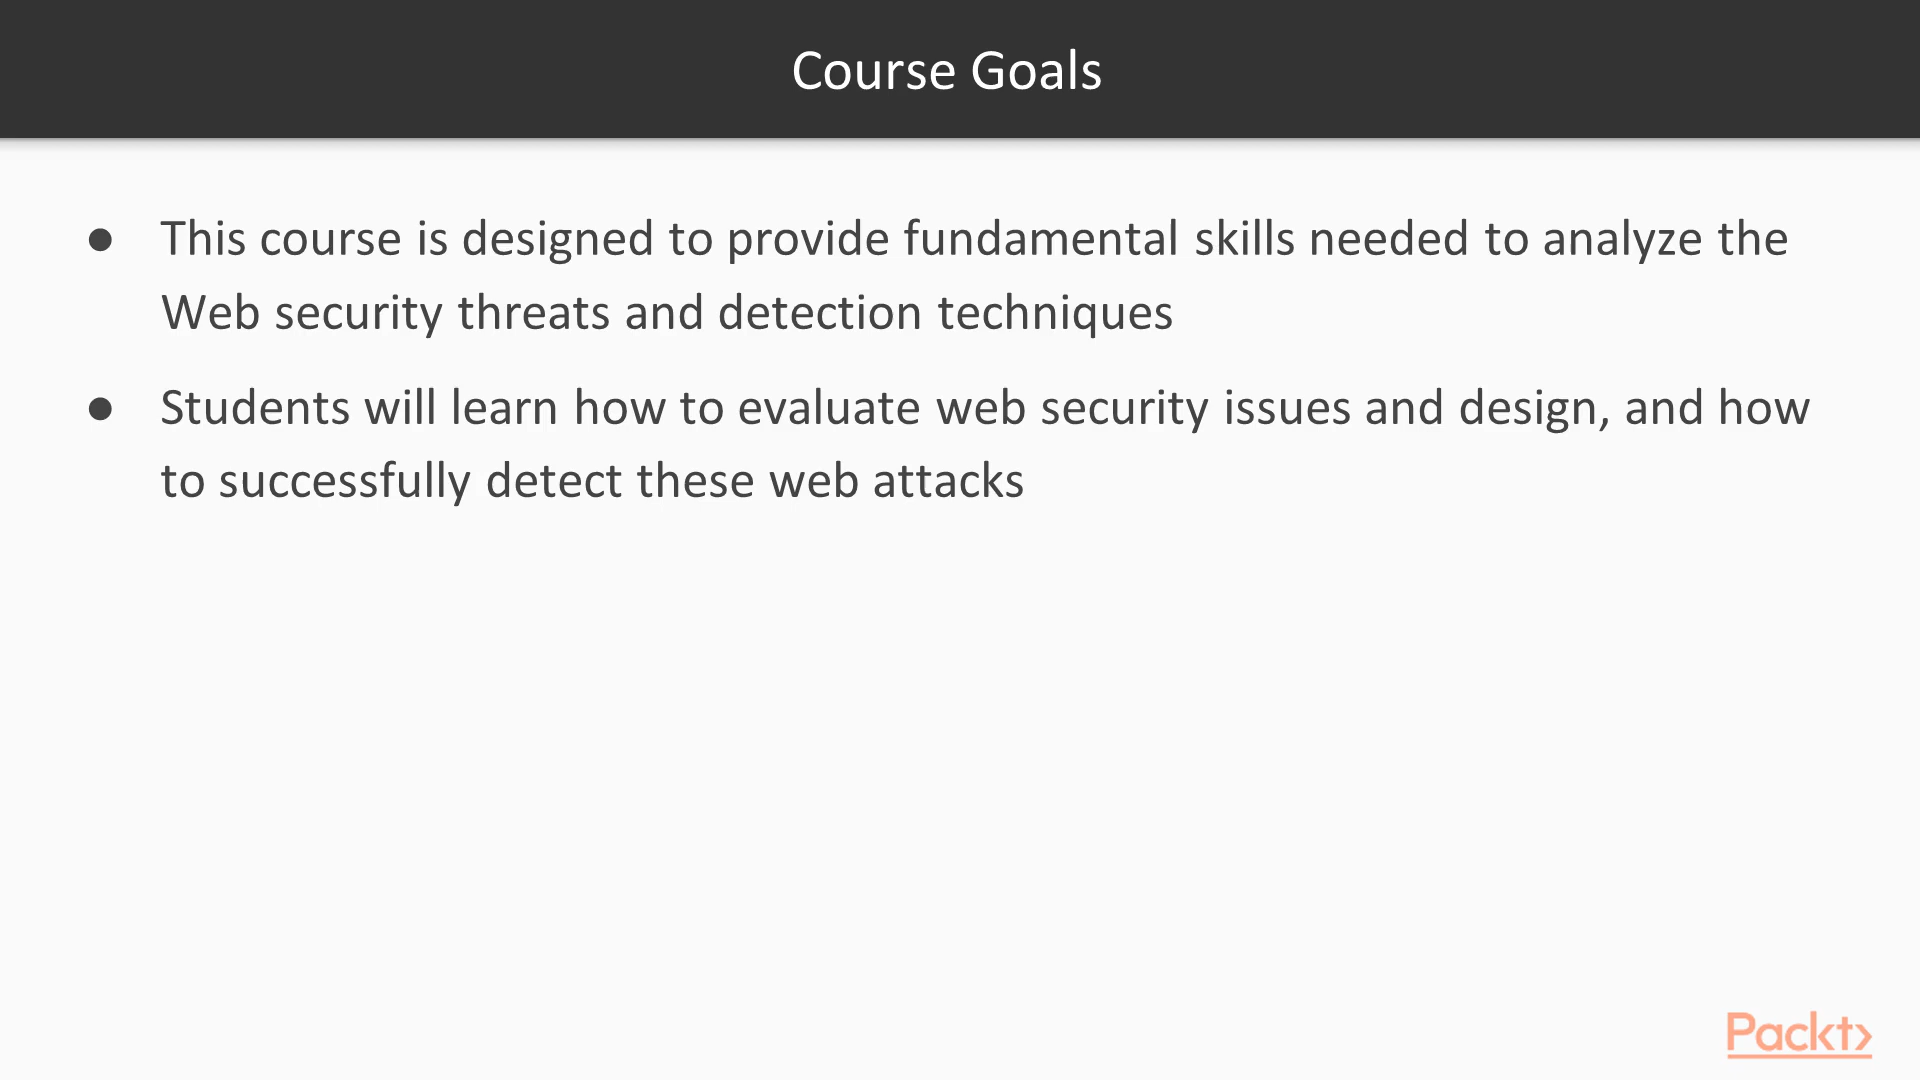 Course Goals
● This course is designed to provide fundamental skills needed to analyze the
Web security threats and detection techniques
● Students will learn how to evaluate web security issues and design, and how
to successfully detect these web attacks
Packt>